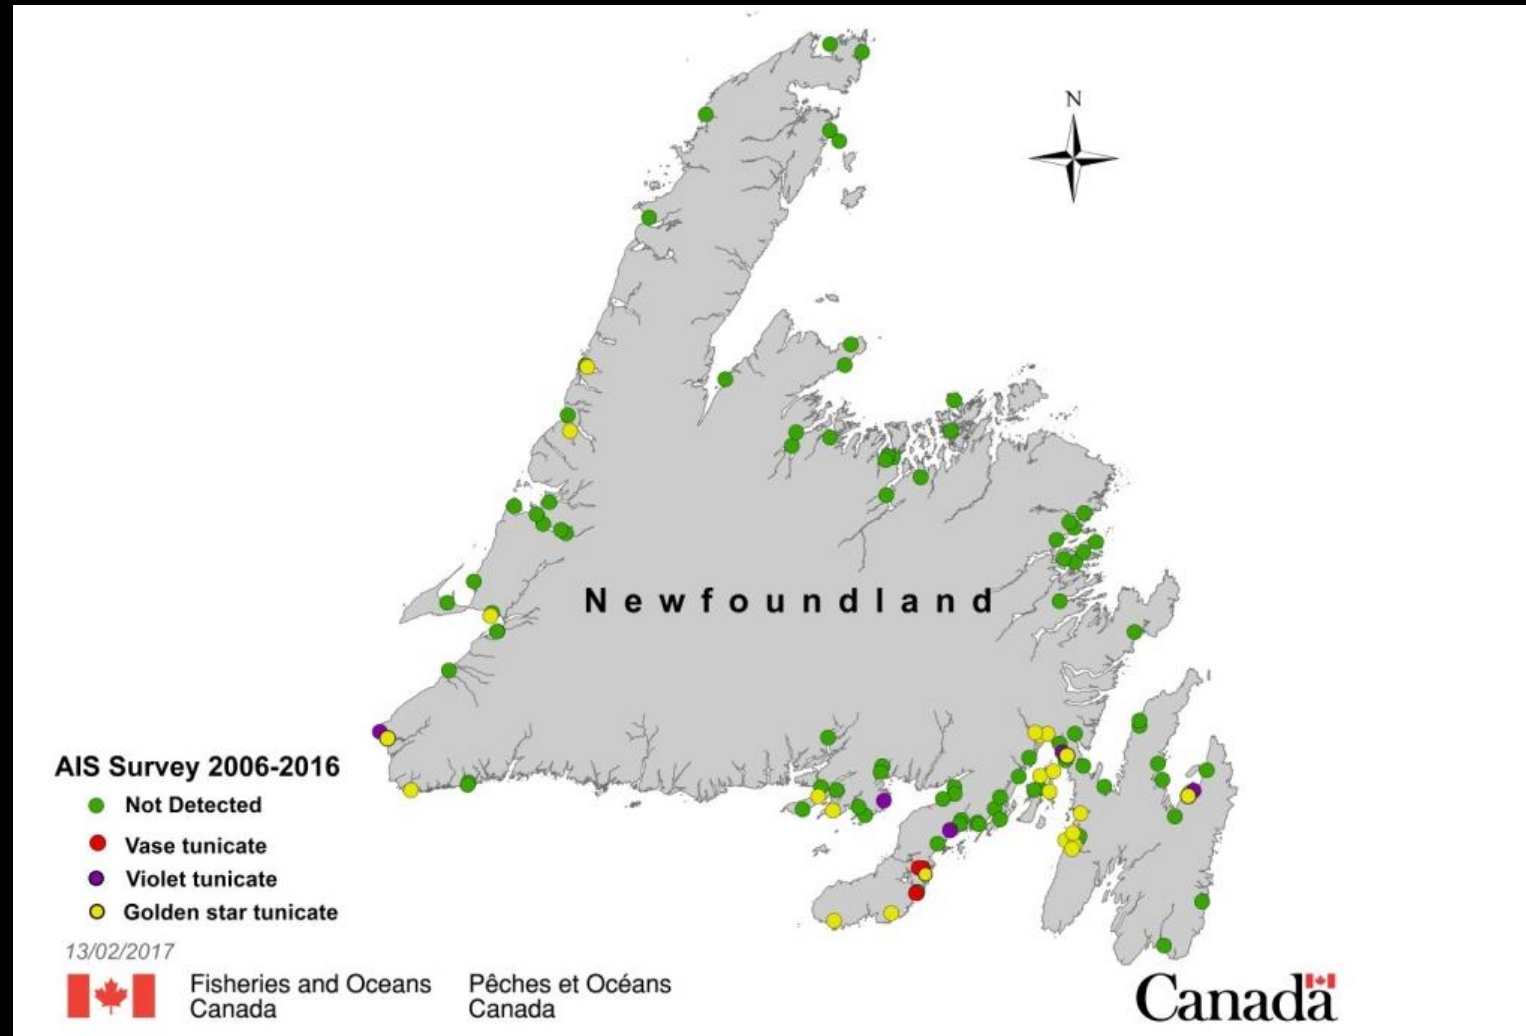 N
Newfoundland
AIS Survey 2006-2016
Not Detected
Vase tunicate
Violet tunicate
Golden star tunicate
13/02/2017
Fisheries and Oceans
Canada
Pêches et Océans
Canada
Canada